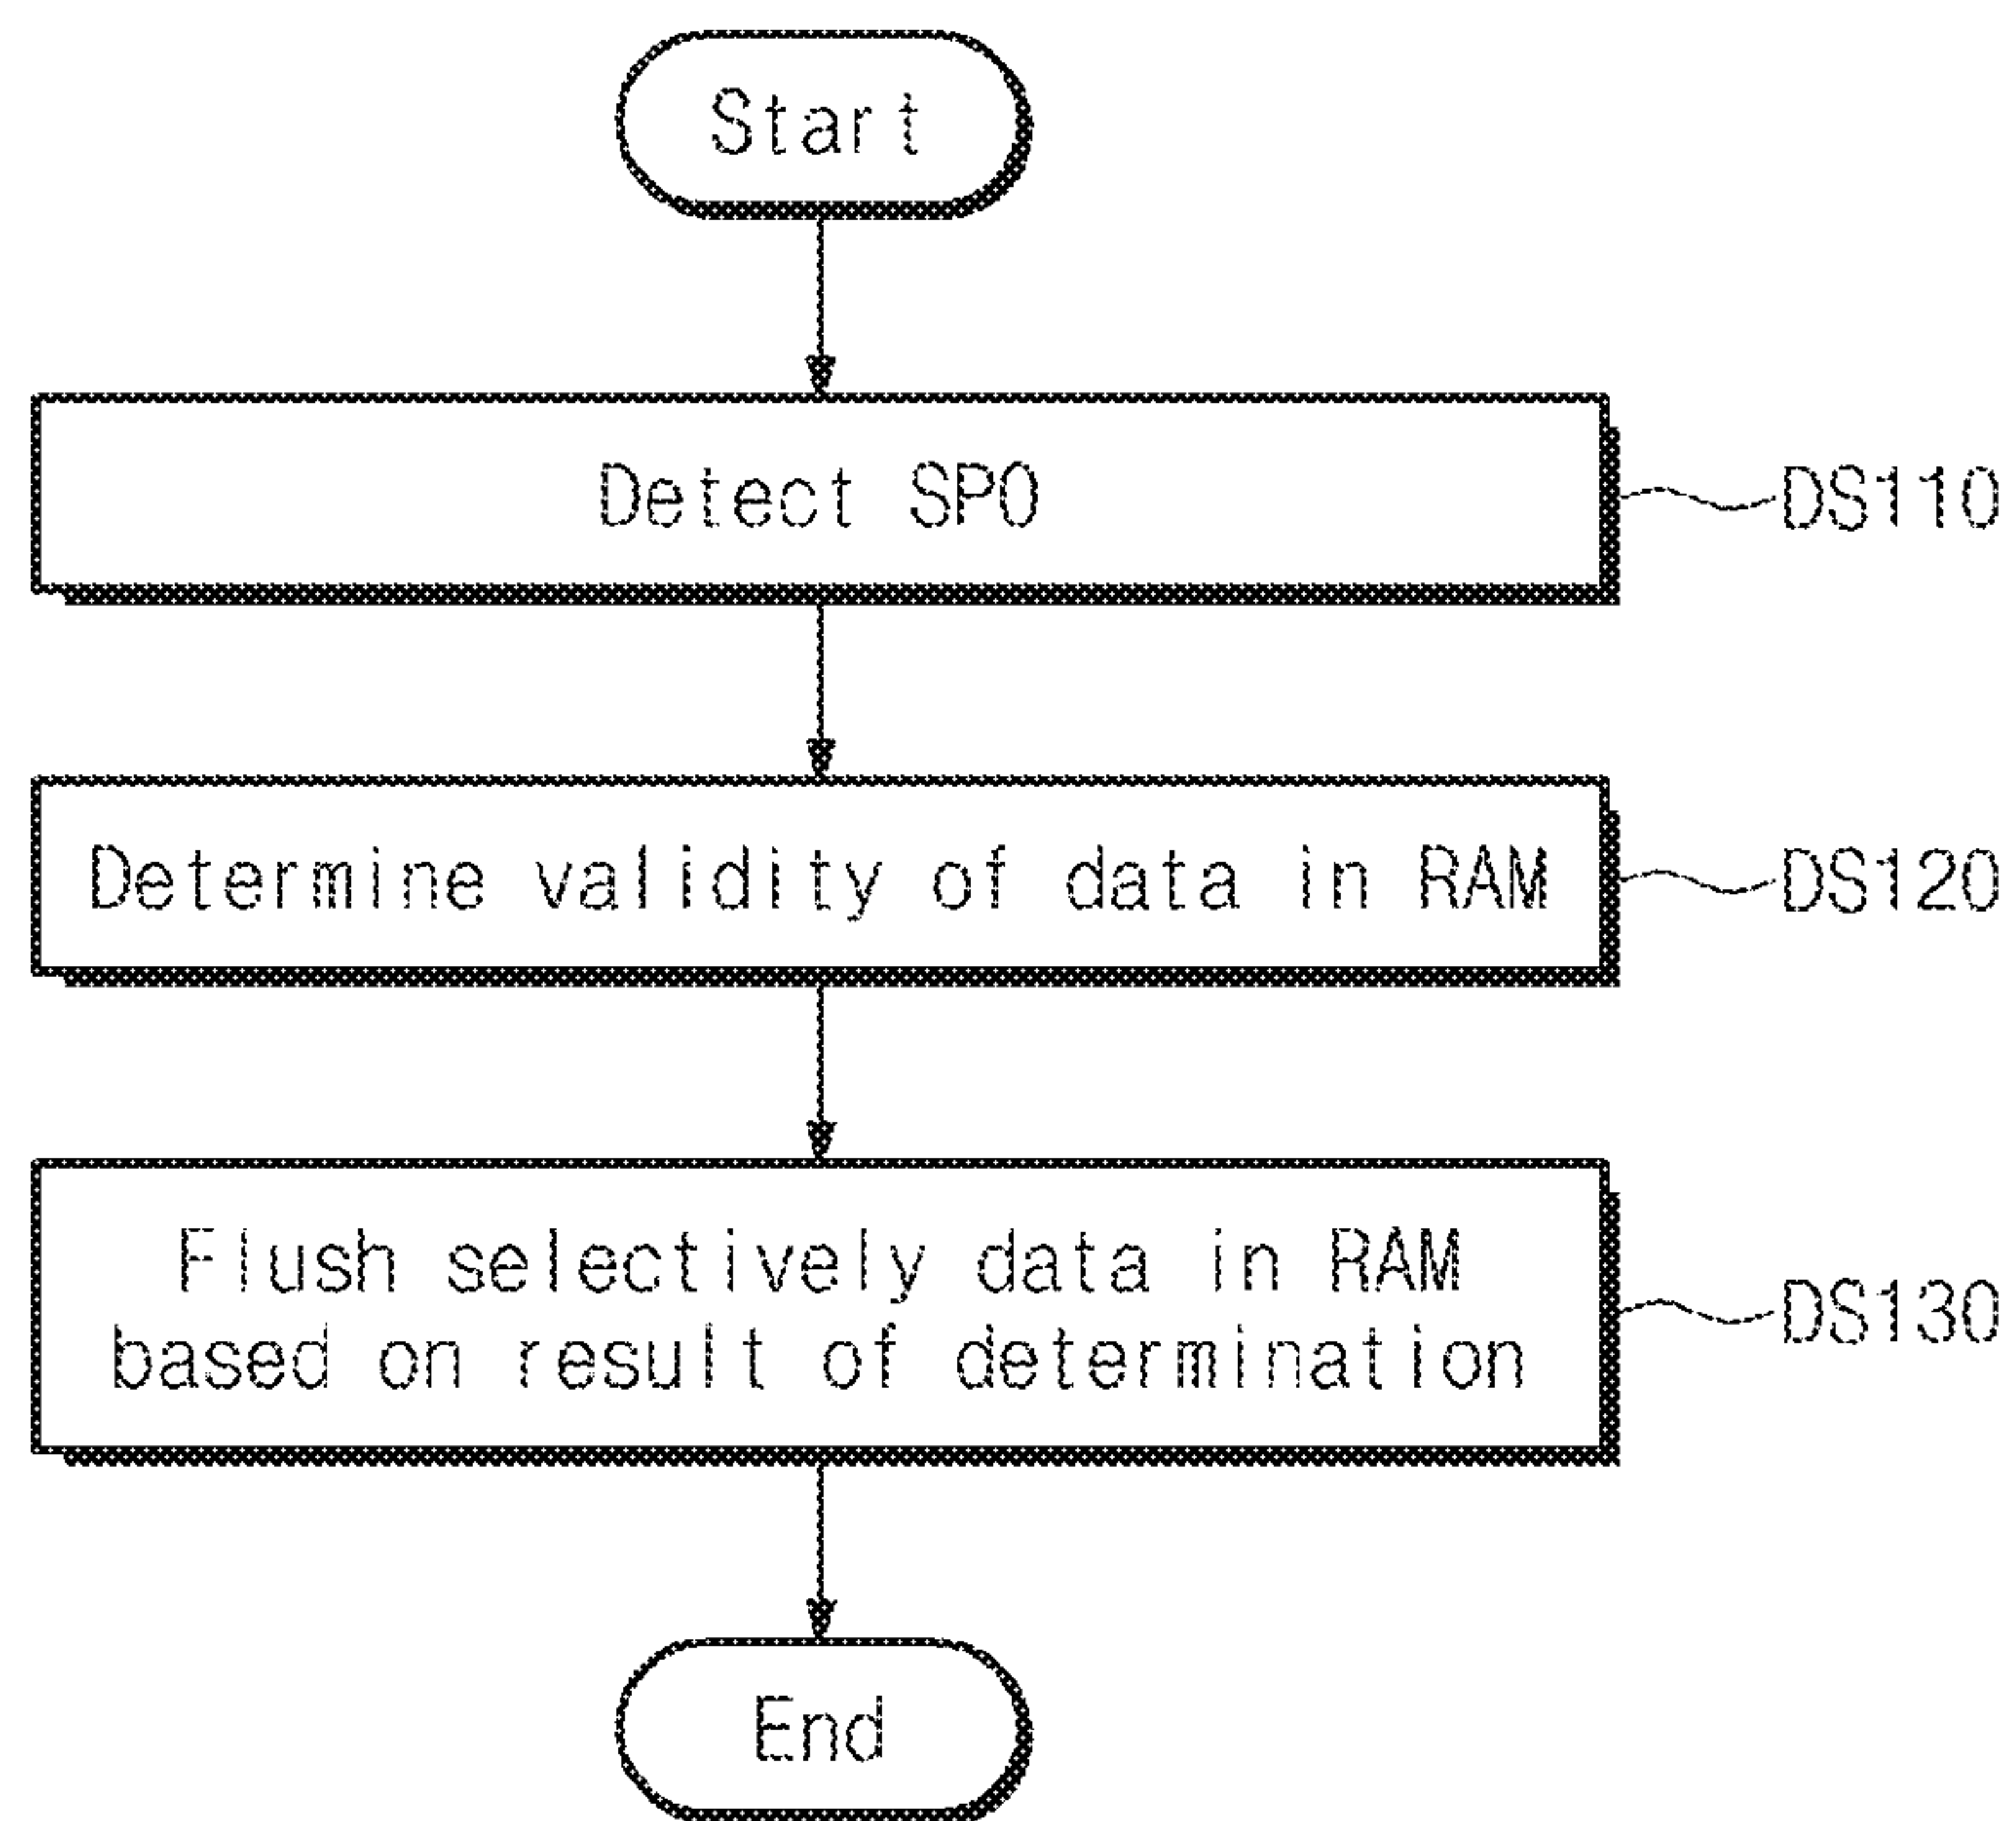 Start
Detect SPO
DS110
Determine validity of data in RAM
DS120
Flush selectively data in RAM
based on result of determination
DS130
End